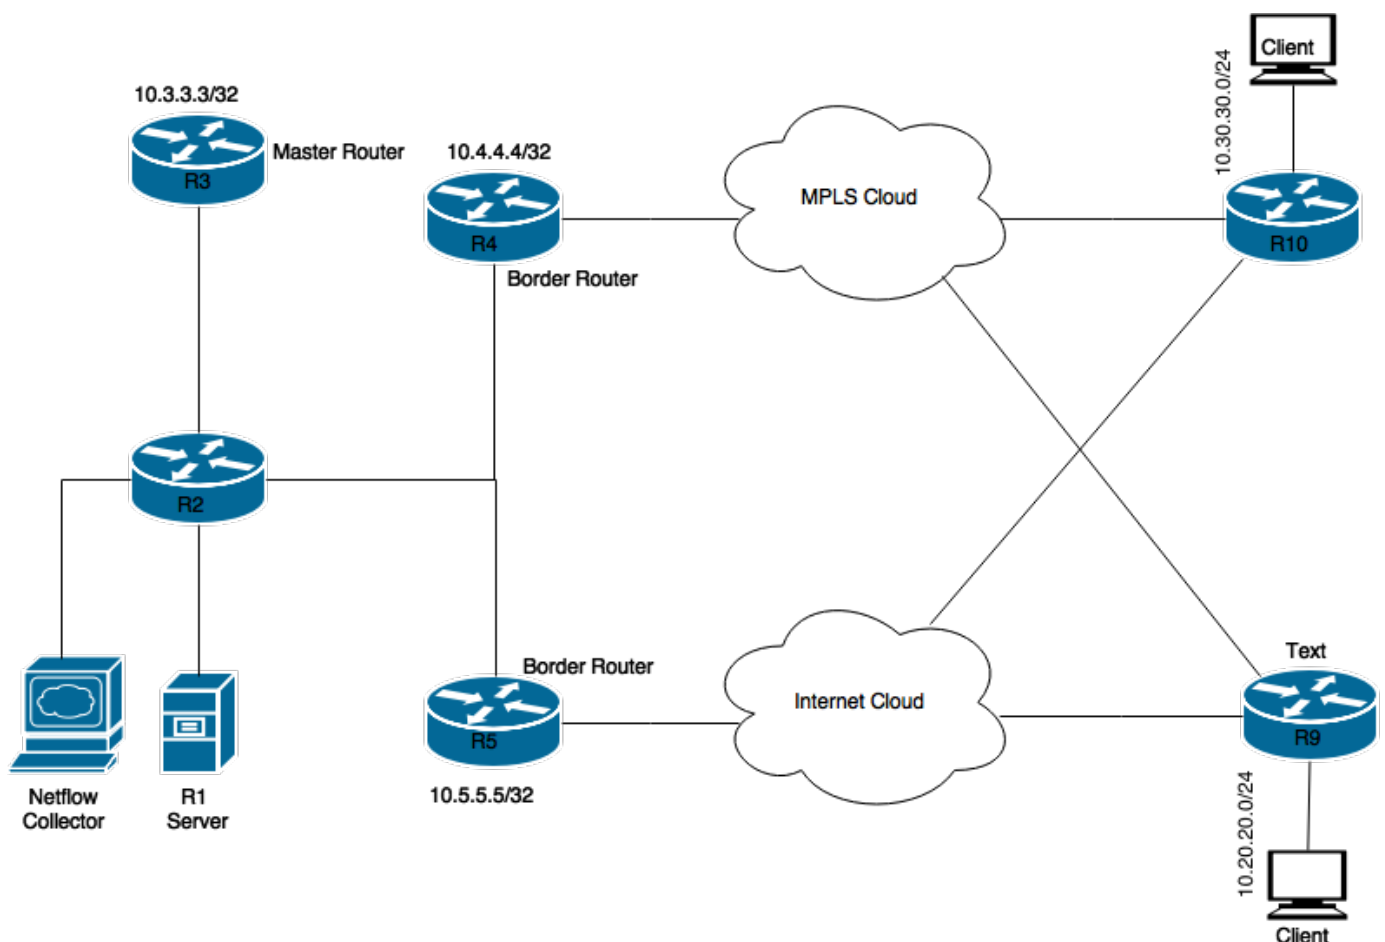 Client
10.30.30.0/24
10.3.3.3/32
R3
Master Router
10.4.4.4/32
R4
Border Router
MPLS Cloud
R10
R2
Netflow
Collector
R1
Server
Border Router
R5
10.5.5.5/32
Internet Cloud
Text
R9
10.20.20.0/24
Client